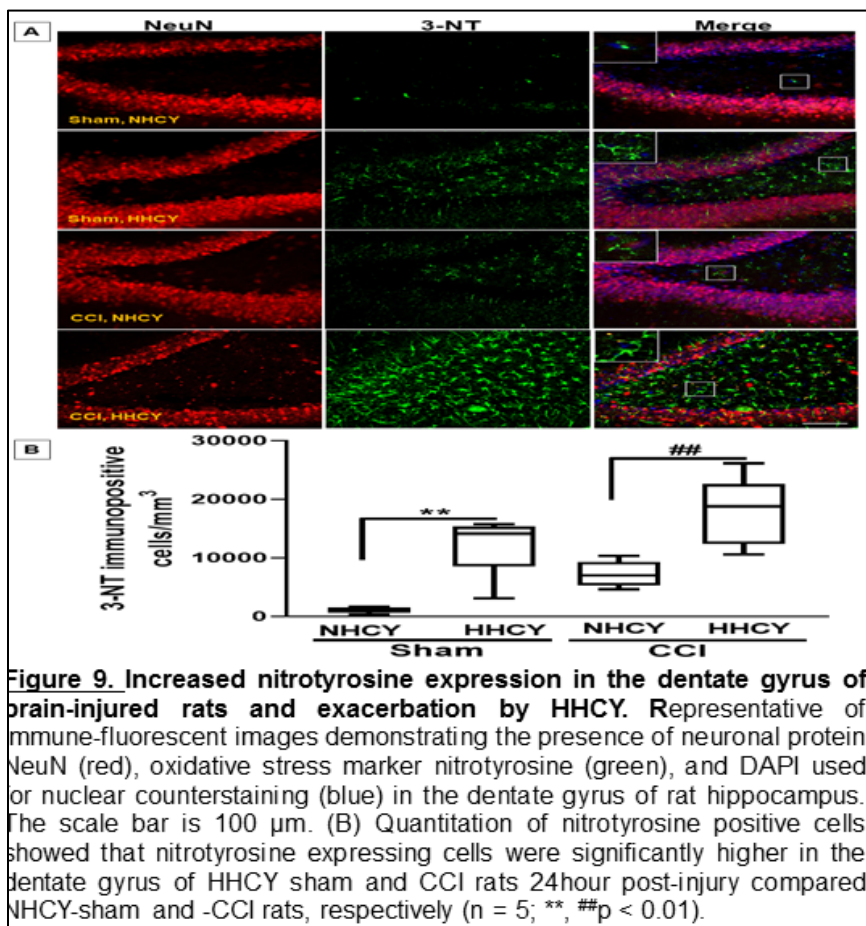 A
NeuN 3-NT Merge
Sham, NHCY
Sham, HHCY
CCI, NHCY
CCI, HHCY
B
3-NT immunopositive
cells/mm³
30000
20000
10000
0
**
##
NHCY HHCY NHCY HHCY
Sham CCI
Figure 9. Increased nitrotyrosine expression in the dentate gyrus of
brain-injured rats and exacerbation by HHCY. Representative of
immune-fluorescent images demonstrating the presence of neuronal protein
NeuN (red), oxidative stress marker nitrotyrosine (green), and DAPI used
for nuclear counterstaining (blue) in the dentate gyrus of rat hippocampus.
The scale bar is 100 µm. (B) Quantitation of nitrotyrosine positive cells
showed that nitrotyrosine expressing cells were significantly higher in the
dentate gyrus of HHCY sham and CCI rats 24hour post-injury compared
NHCY-sham and -CCI rats, respectively (n = 5; **, ##p < 0.01).